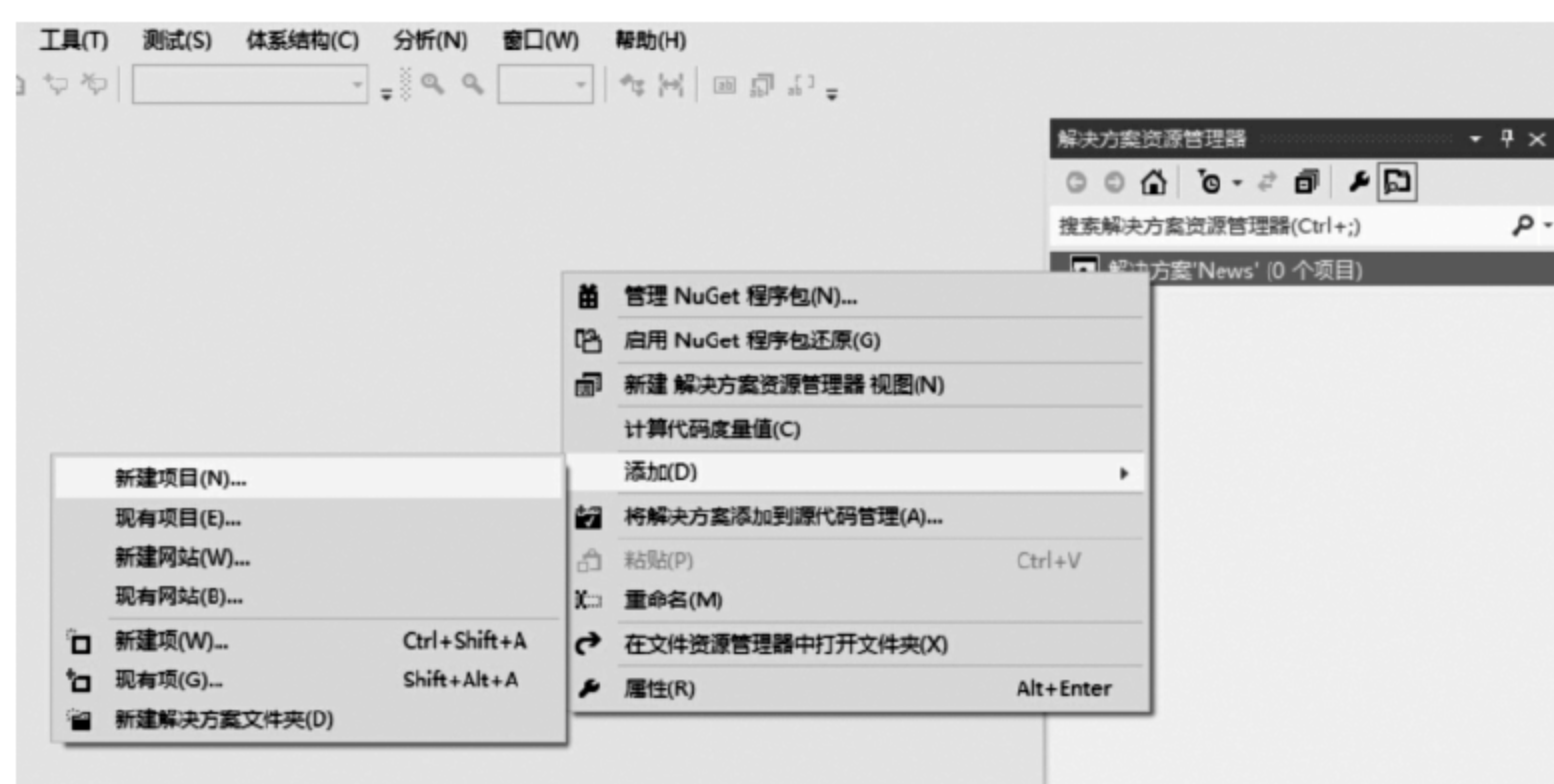 工具(T) 测试(S) 体系结构(C) 分析(N) 窗口(W) 帮助(H)
解决方案资源管理器
搜索解决方案资源管理器(Ctrl+;)
解决方案'News' (0 个项目)
管理 NuGet 程序包(N)...
启用 NuGet 程序包还原(G)
新建 解决方案资源管理器 视图(N)
计算代码度量值(C)
添加(D)
将解决方案添加到源代码管理(A)...
粘贴(P) Ctrl+V
重命名(M)
在文件资源管理器中打开文件夹(X)
属性(R) Alt+Enter
新建项目(N)...
现有项目(E)...
新建网站(W)...
现有网站(B)...
新建项(W)... Ctrl+Shift+A
现有项(G)... Shift+Alt+A
新建解决方案文件夹(D)